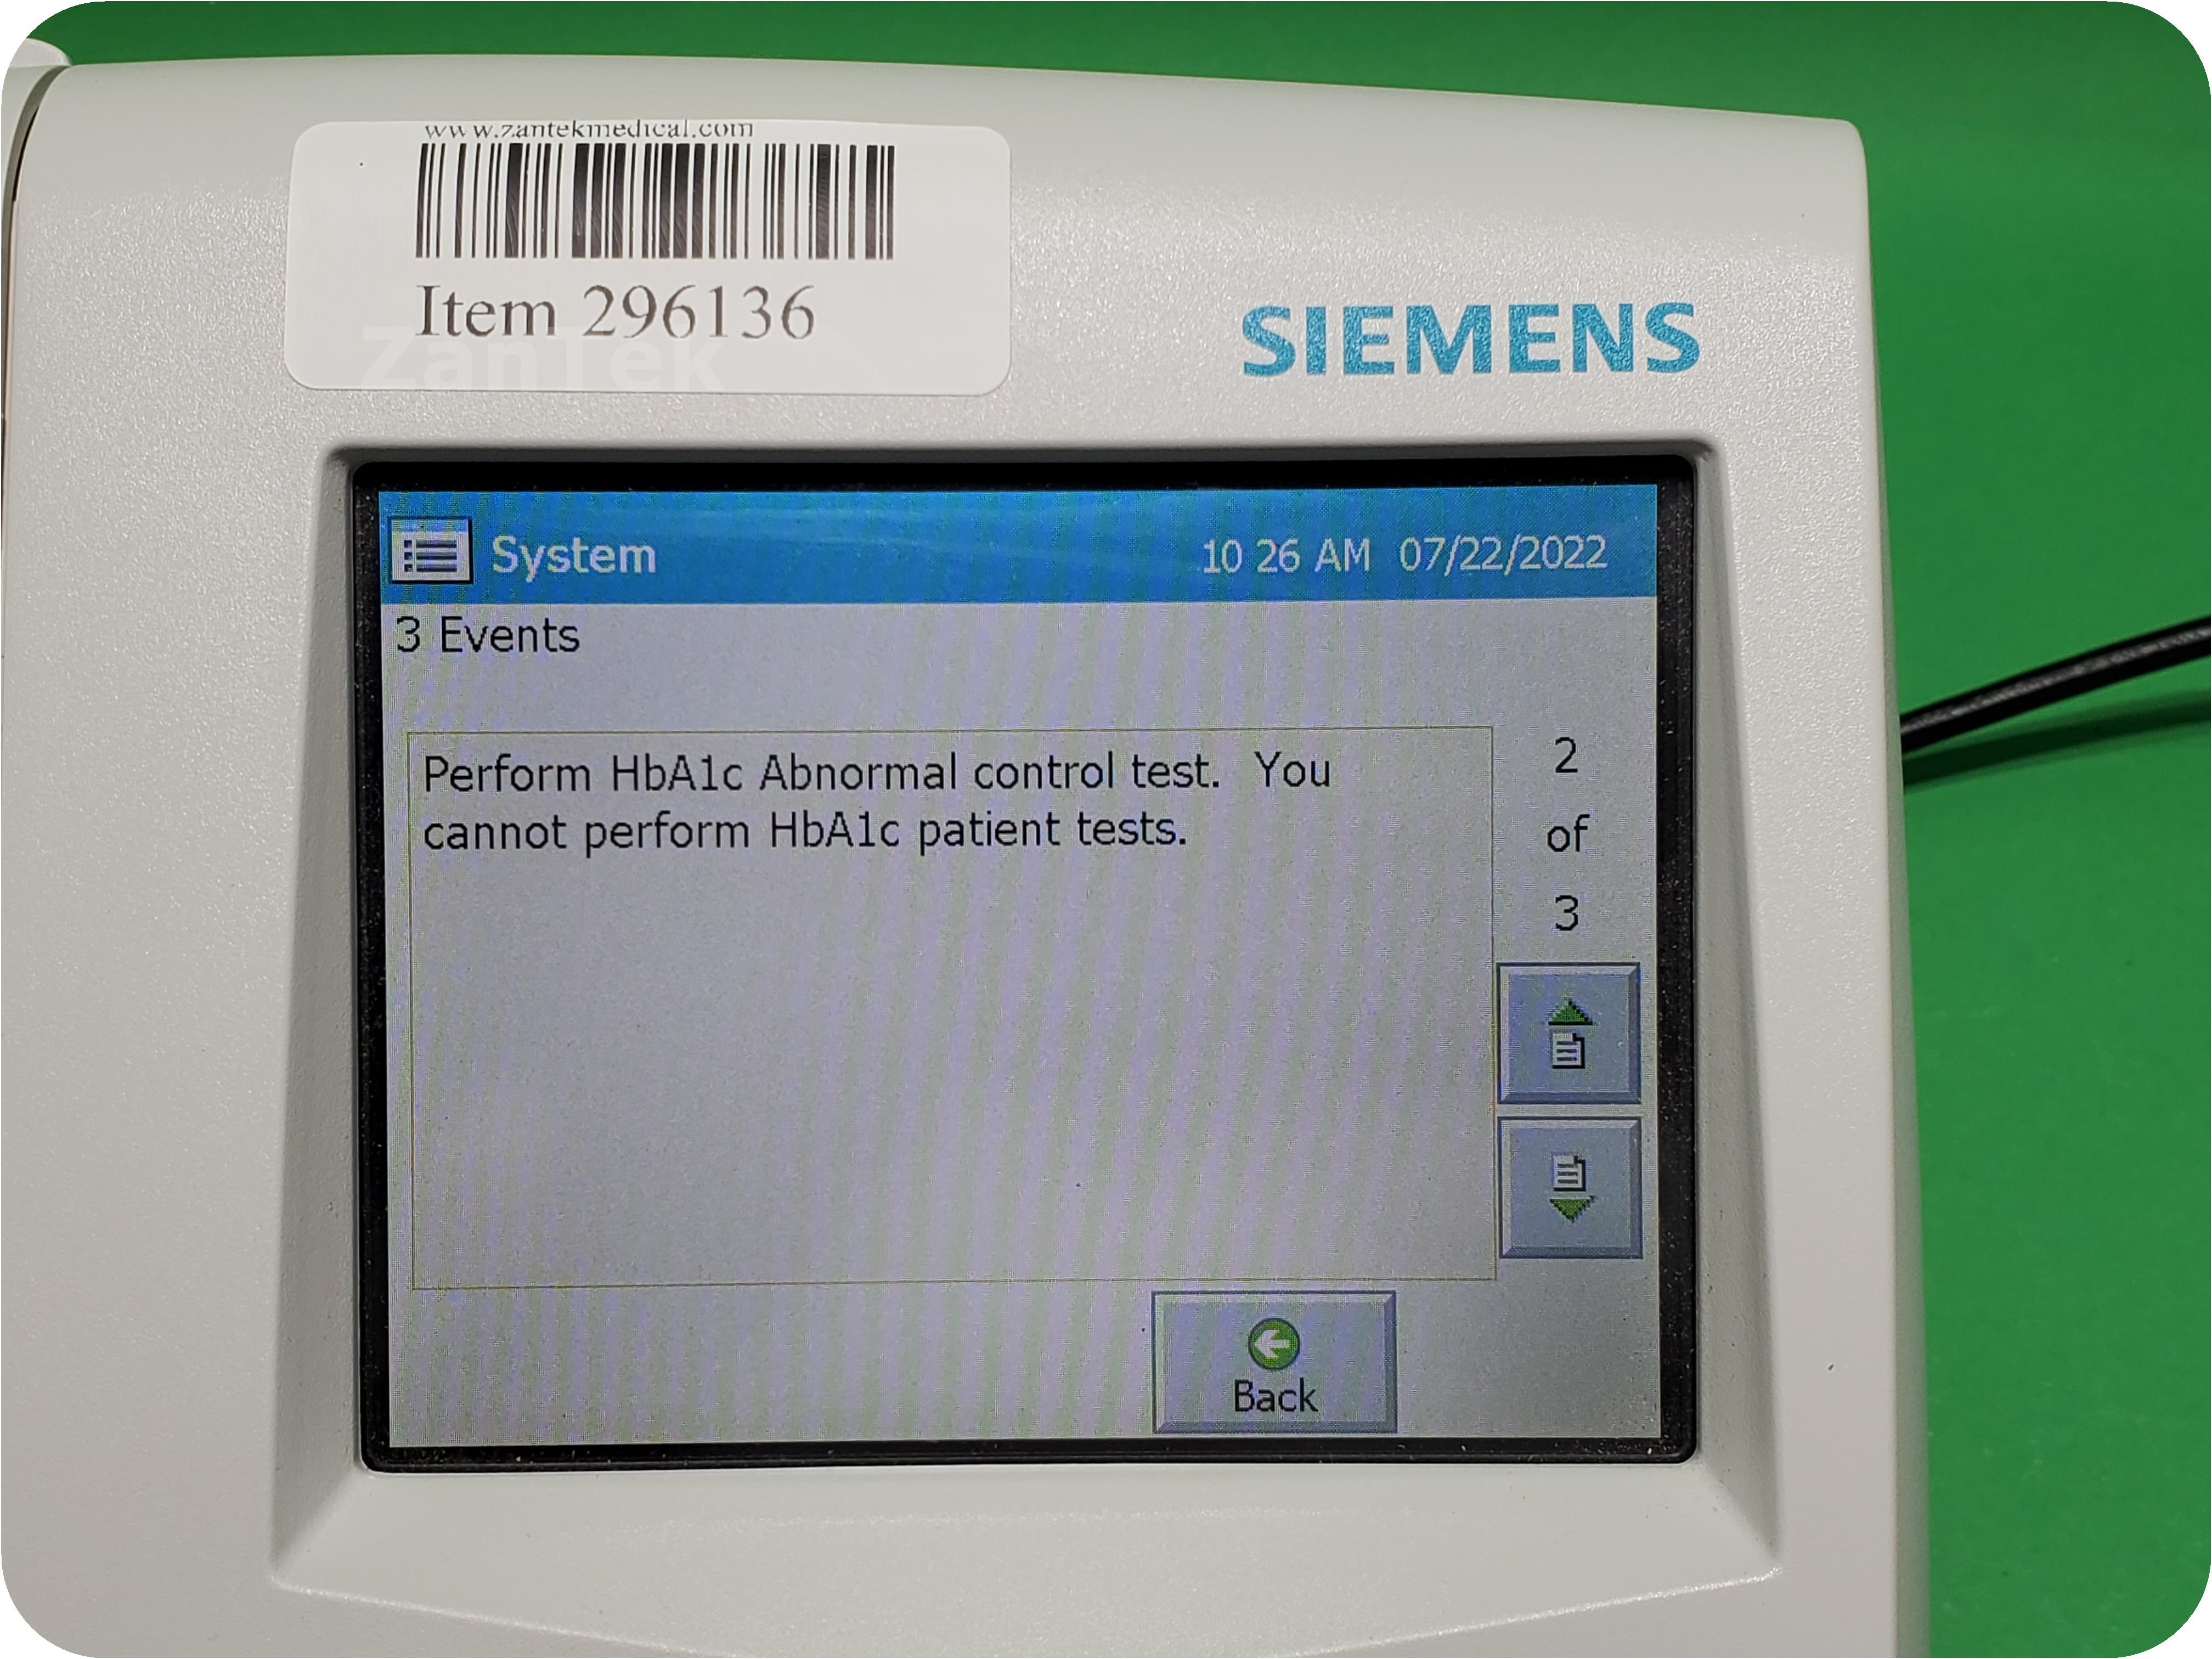 www.zantekmedical.com
Item 296136
ZanTek
SIEMENS
System 10 26 AM 07/22/2022
3 Events
Perform HbA1c Abnormal control test. You
cannot perform HbA1c patient tests.
2
of
3
Back